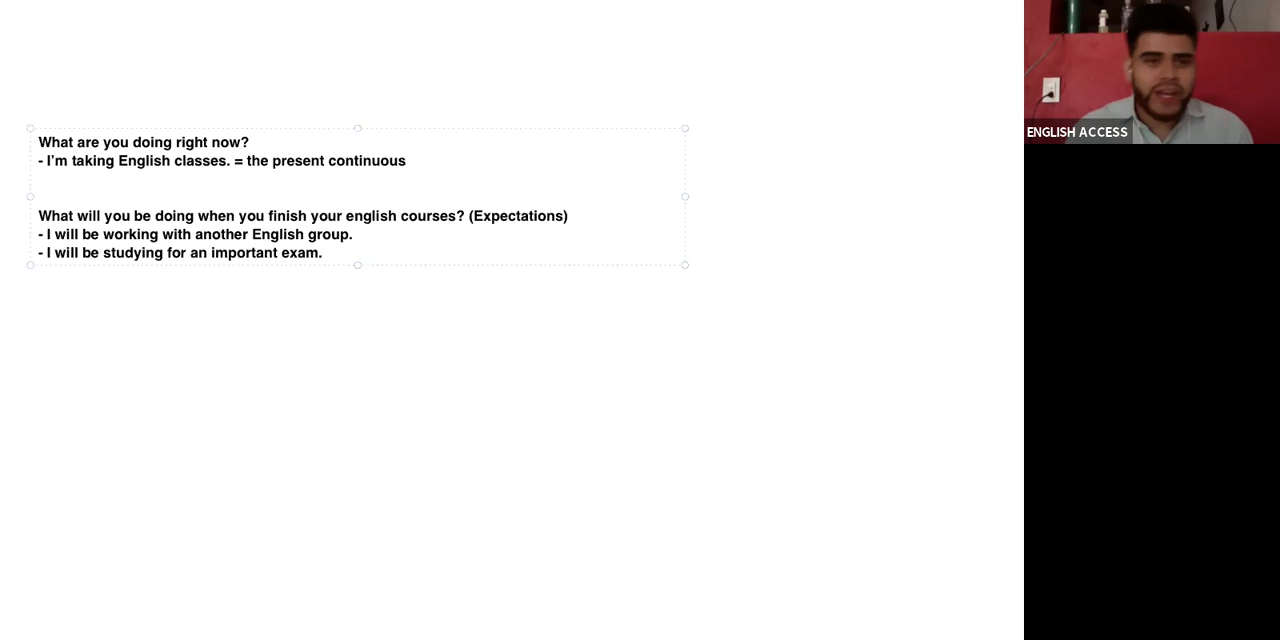 What are you doing right now?
- I’m taking English classes. = the present continuous
What will you be doing when you finish your english courses? (Expectations)
- I will be working with another English group.
- I will be studying for an important exam.
ENGLISH ACCESS